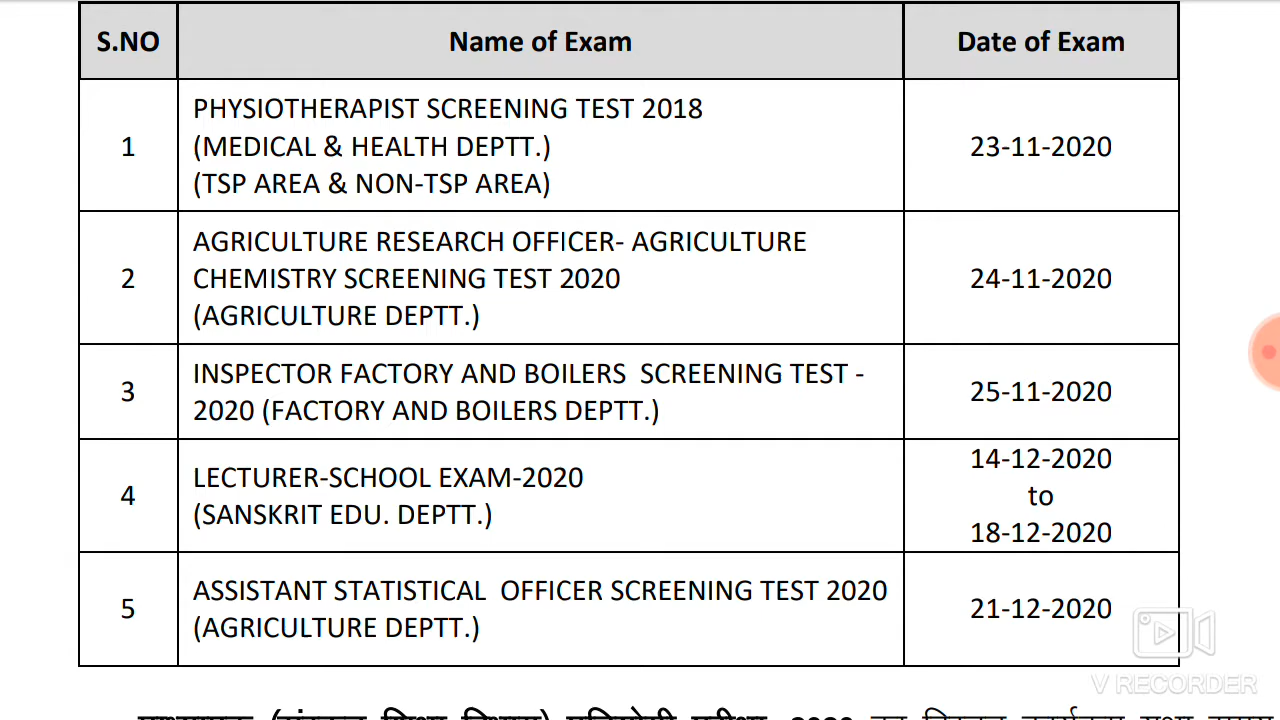 S.NO Name of Exam Date of Exam
1 PHYSIOTHERAPIST SCREENING TEST 2018
(MEDICAL & HEALTH DEPTT.)
(TSP AREA & NON-TSP AREA) 23-11-2020
2 AGRICULTURE RESEARCH OFFICER- AGRICULTURE
CHEMISTRY SCREENING TEST 2020
(AGRICULTURE DEPTT.) 24-11-2020
3 INSPECTOR FACTORY AND BOILERS SCREENING TEST -
2020 (FACTORY AND BOILERS DEPTT.) 25-11-2020
4 LECTURER-SCHOOL EXAM-2020
(SANSKRIT EDU. DEPTT.) 14-12-2020
to
18-12-2020
5 ASSISTANT STATISTICAL OFFICER SCREENING TEST 2020
(AGRICULTURE DEPTT.) 21-12-2020
V RECORDER